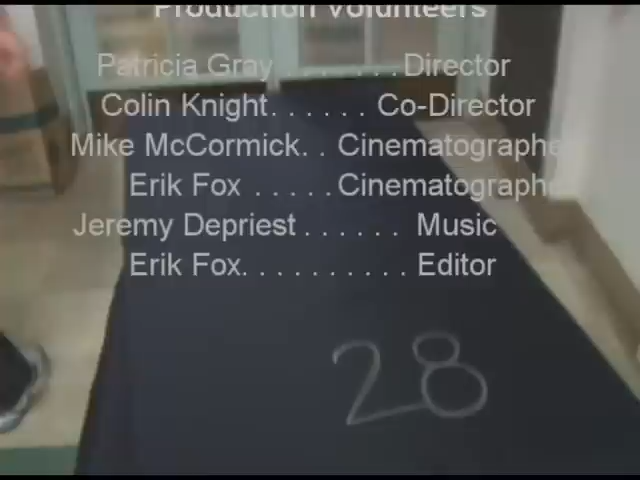 Production Volunteers
Patricia Gray . . . . . . . Director
Colin Knight. . . . . . Co-Director
Mike McCormick. . Cinematographe
Erik Fox . . . . . Cinematographe
Jeremy Depriest . . . . . . Music
Erik Fox. . . . . . . . . . Editor
28